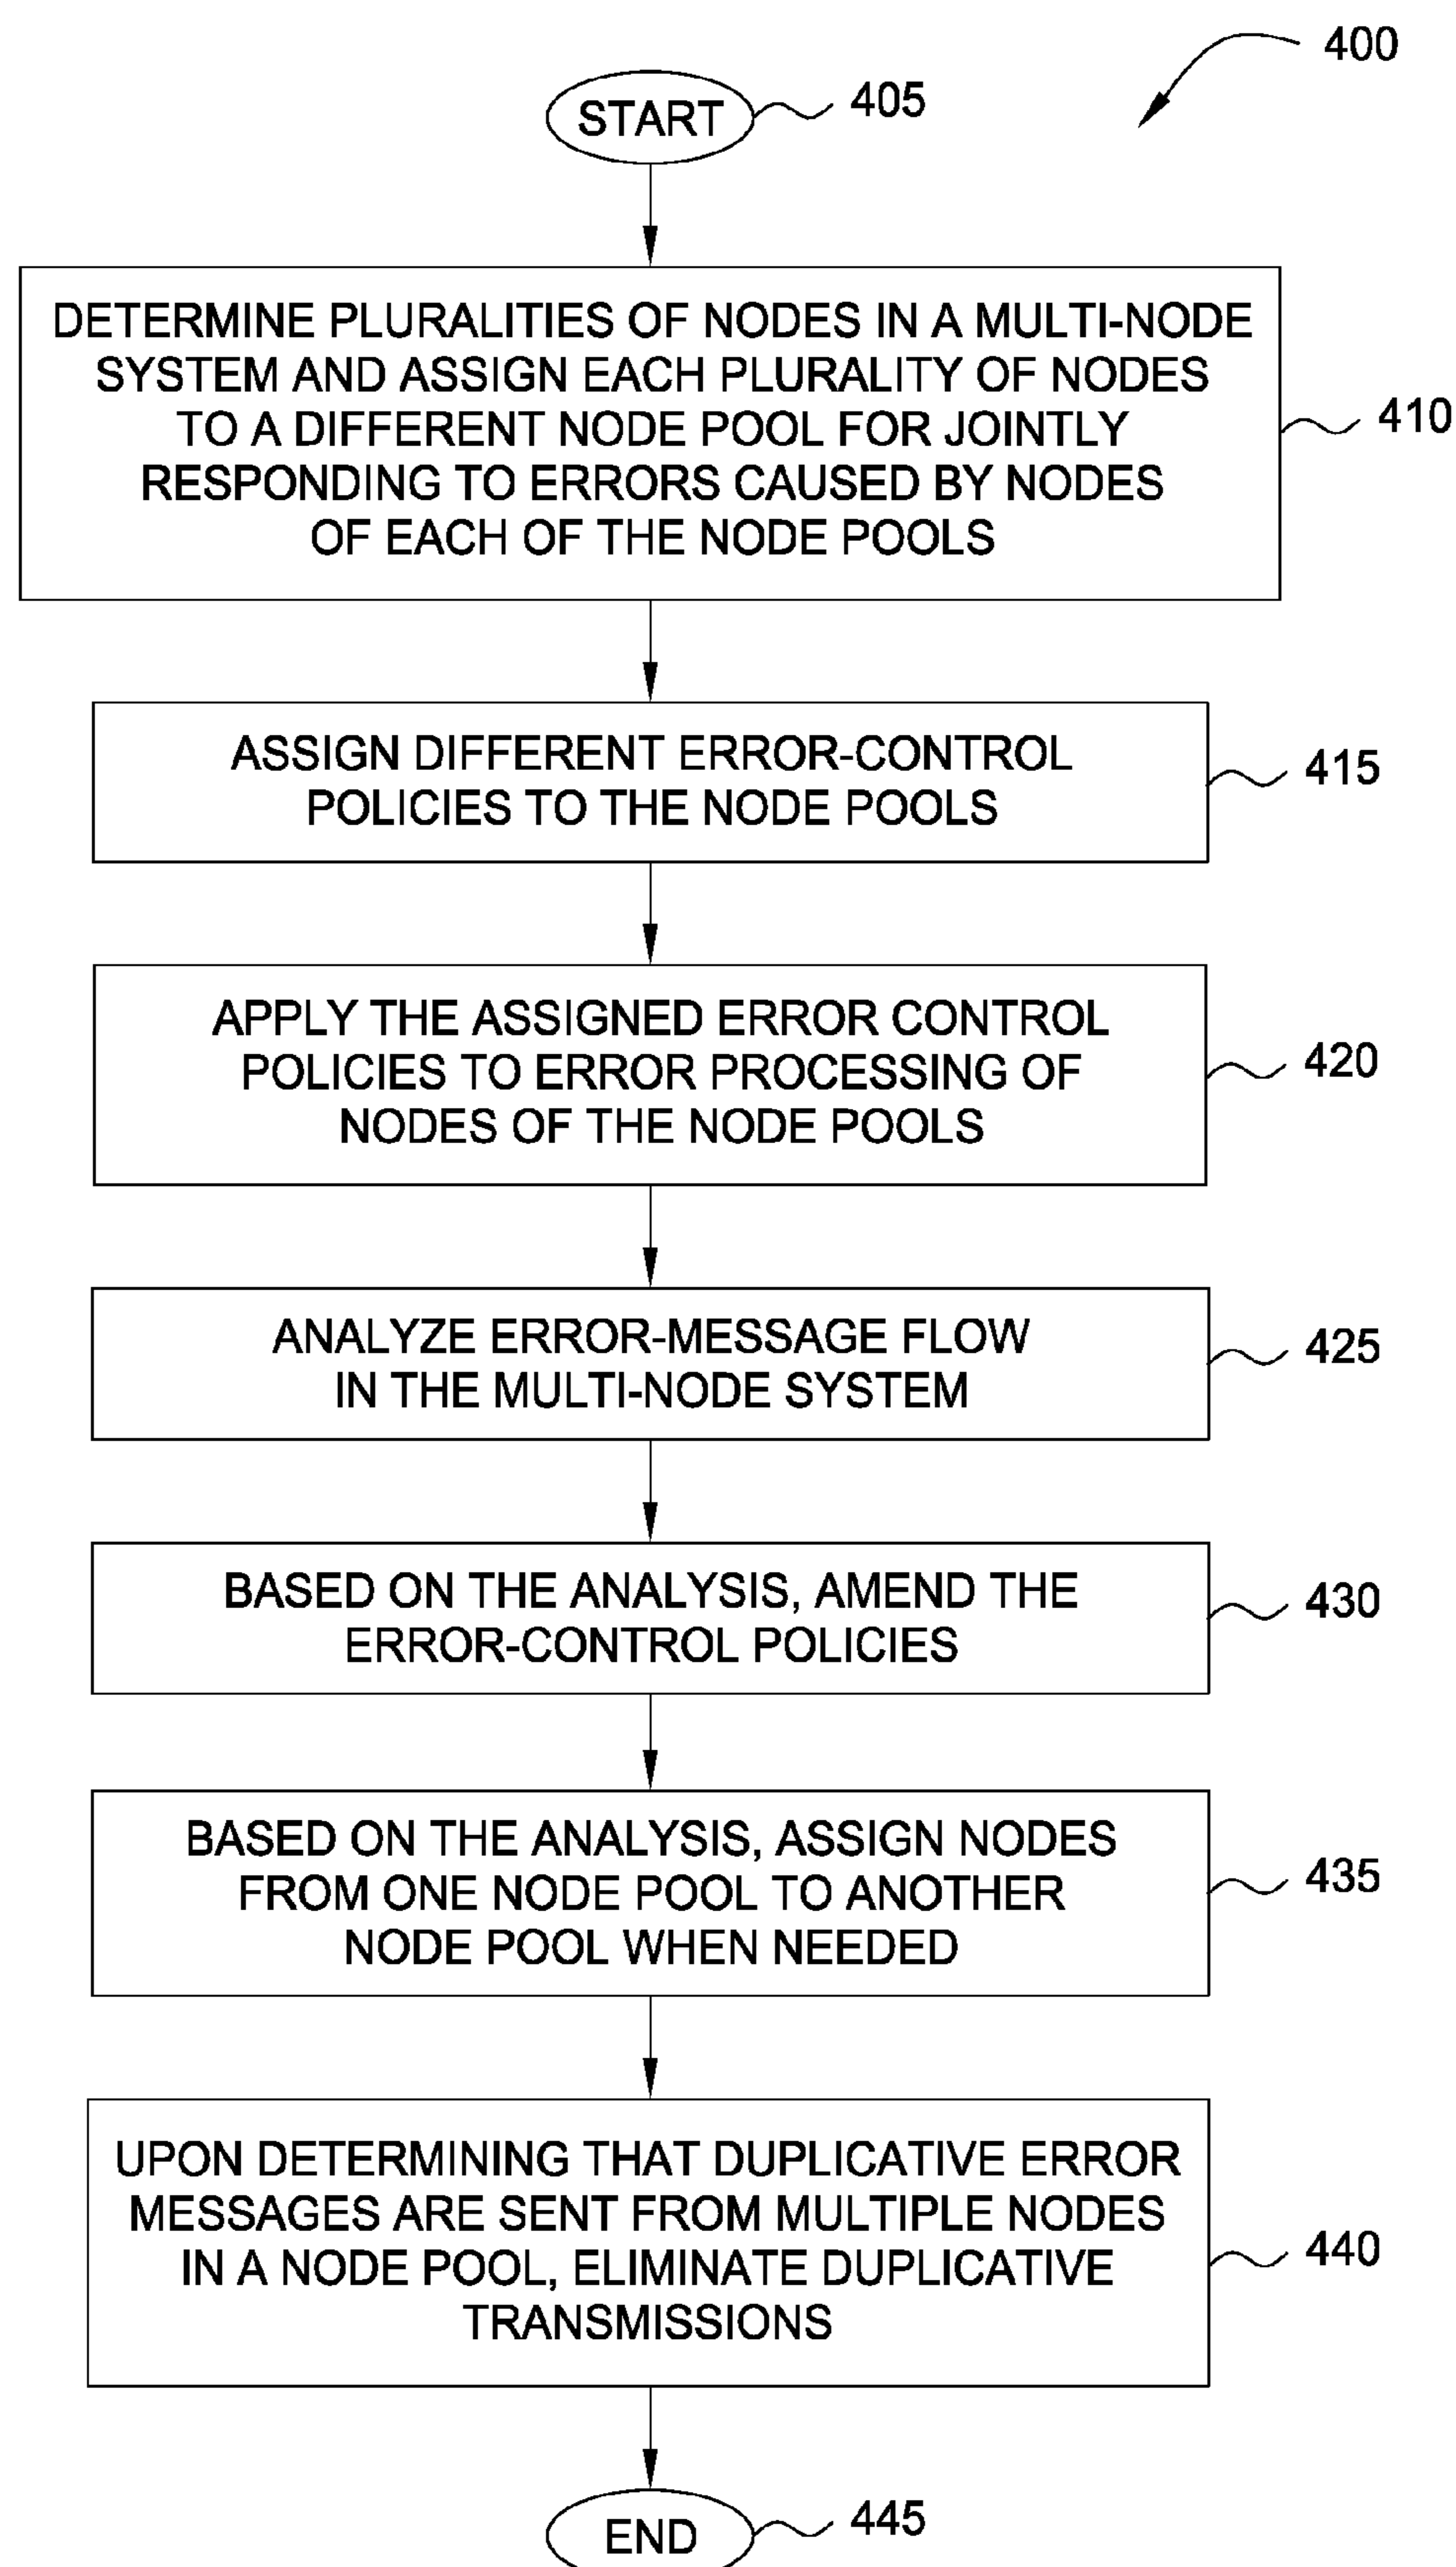 400
START
405
DETERMINE PLURALITIES OF NODES IN A MULTI-NODE
SYSTEM AND ASSIGN EACH PLURALITY OF NODES
TO A DIFFERENT NODE POOL FOR JOINTLY
RESPONDING TO ERRORS CAUSED BY NODES
OF EACH OF THE NODE POOLS
410
ASSIGN DIFFERENT ERROR-CONTROL
POLICIES TO THE NODE POOLS
415
APPLY THE ASSIGNED ERROR CONTROL
POLICIES TO ERROR PROCESSING OF
NODES OF THE NODE POOLS
420
ANALYZE ERROR-MESSAGE FLOW
IN THE MULTI-NODE SYSTEM
425
BASED ON THE ANALYSIS, AMEND THE
ERROR-CONTROL POLICIES
430
BASED ON THE ANALYSIS, ASSIGN NODES
FROM ONE NODE POOL TO ANOTHER
NODE POOL WHEN NEEDED
435
UPON DETERMINING THAT DUPLICATIVE ERROR
MESSAGES ARE SENT FROM MULTIPLE NODES
IN A NODE POOL, ELIMINATE DUPLICATIVE
TRANSMISSIONS
440
END
445